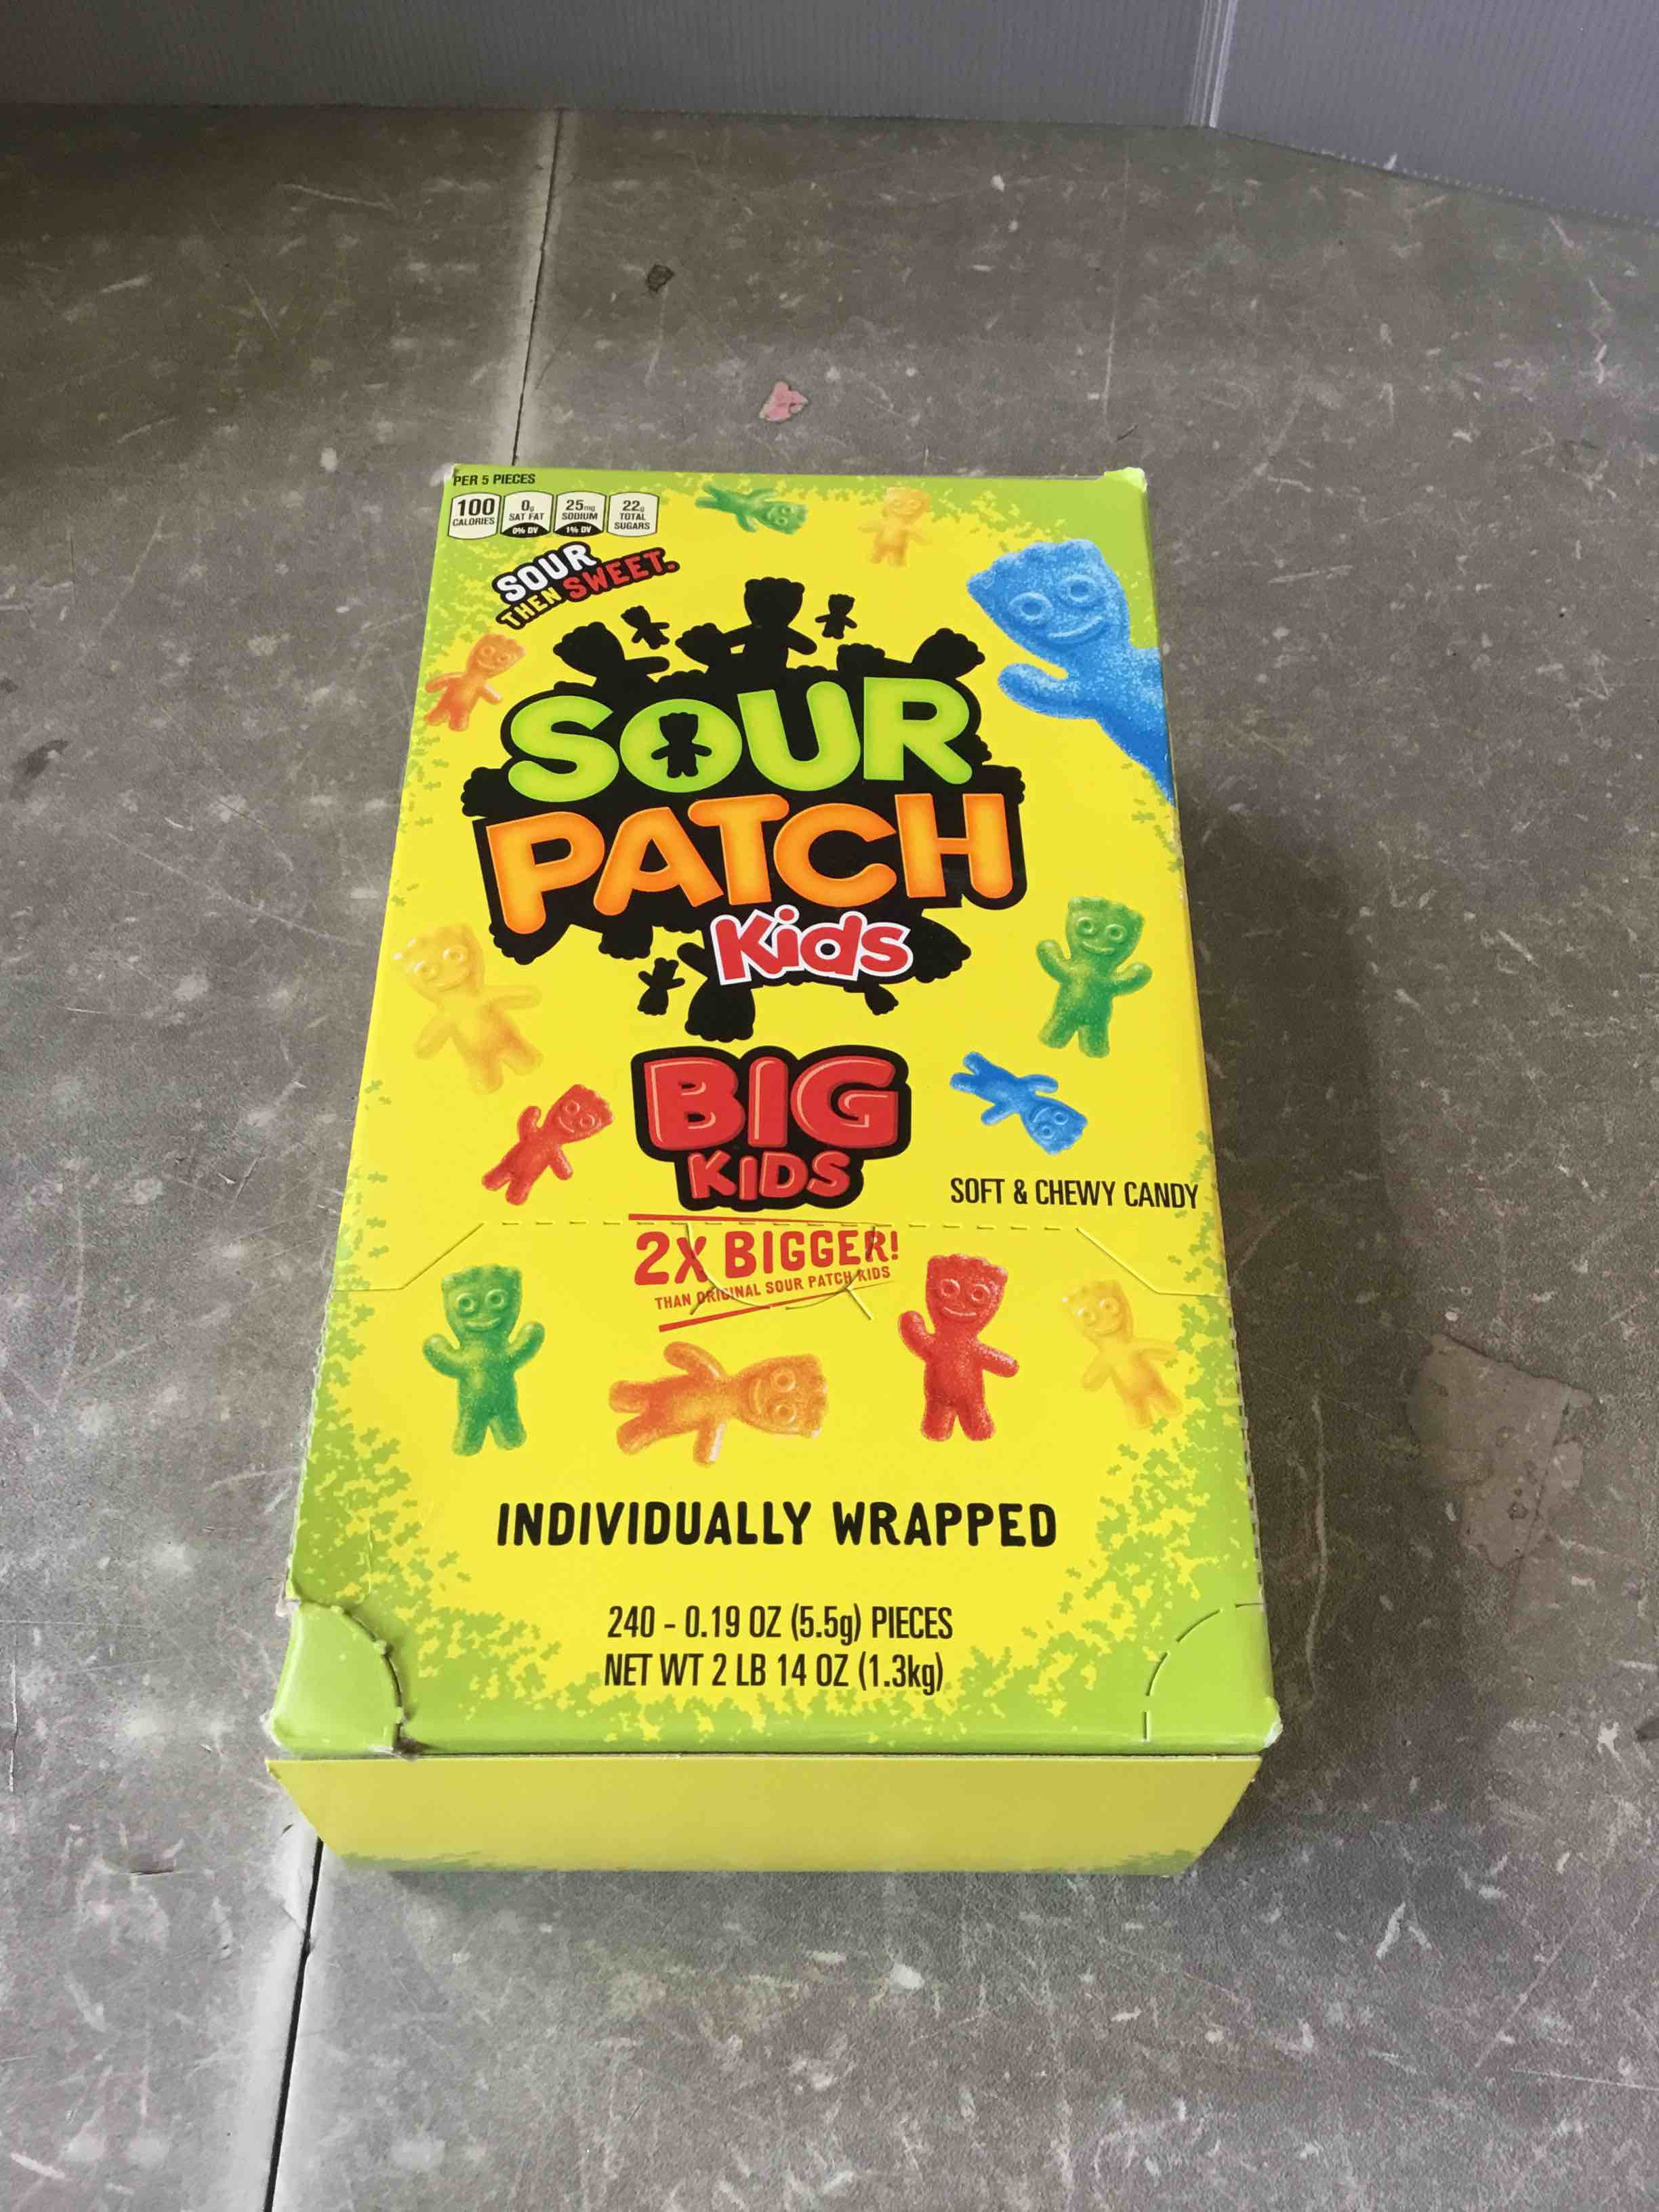 PER 5 PIECES
100 CALORIES
0g SAT FAT 0% DV
25mg SODIUM 1% DV
22g TOTAL SUGARS
SOUR
THEN SWEET.
SOUR
PATCH
Kids
BIG
KIDS
SOFT & CHEWY CANDY
2X BIGGER!
THAN ORIGINAL SOUR PATCH KIDS
INDIVIDUALLY WRAPPED
240 - 0.19 OZ (5.5g) PIECES
NET WT 2 LB 14 OZ (1.3kg)